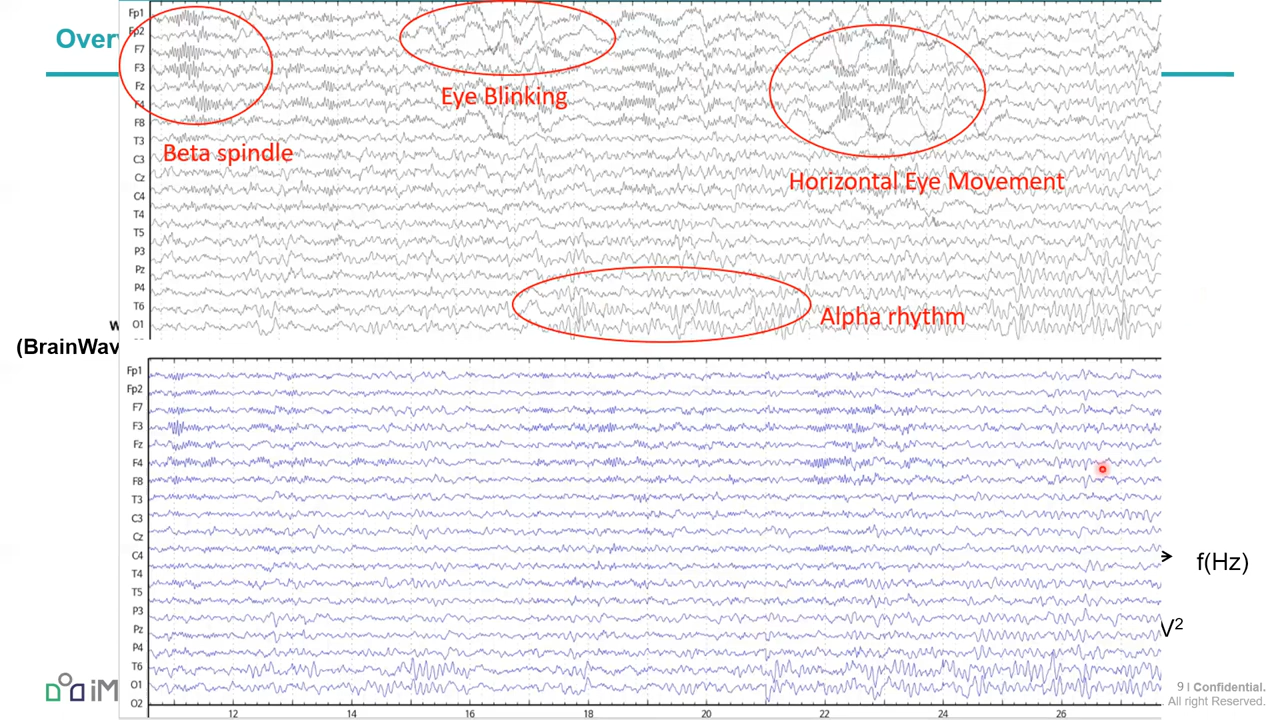 Over
Fp1
Fp2
F7
F3
Fz
F4
F8
T3
C3
Cz
C4
T4
T5
P3
Pz
P4
T6
O1
Eye Blinking
Beta spindle
Horizontal Eye Movement
Alpha rhythm
W
(BrainWav
Fp1
Fp2
F7
F3
Fz
F4
F8
T3
C3
Cz
C4
T4
T5
P3
Pz
P4
T6
O1
O2
12 14 16 18 20 22 24 26
f(Hz)
V²
iM
9 | Confidential.
All right Reserved.